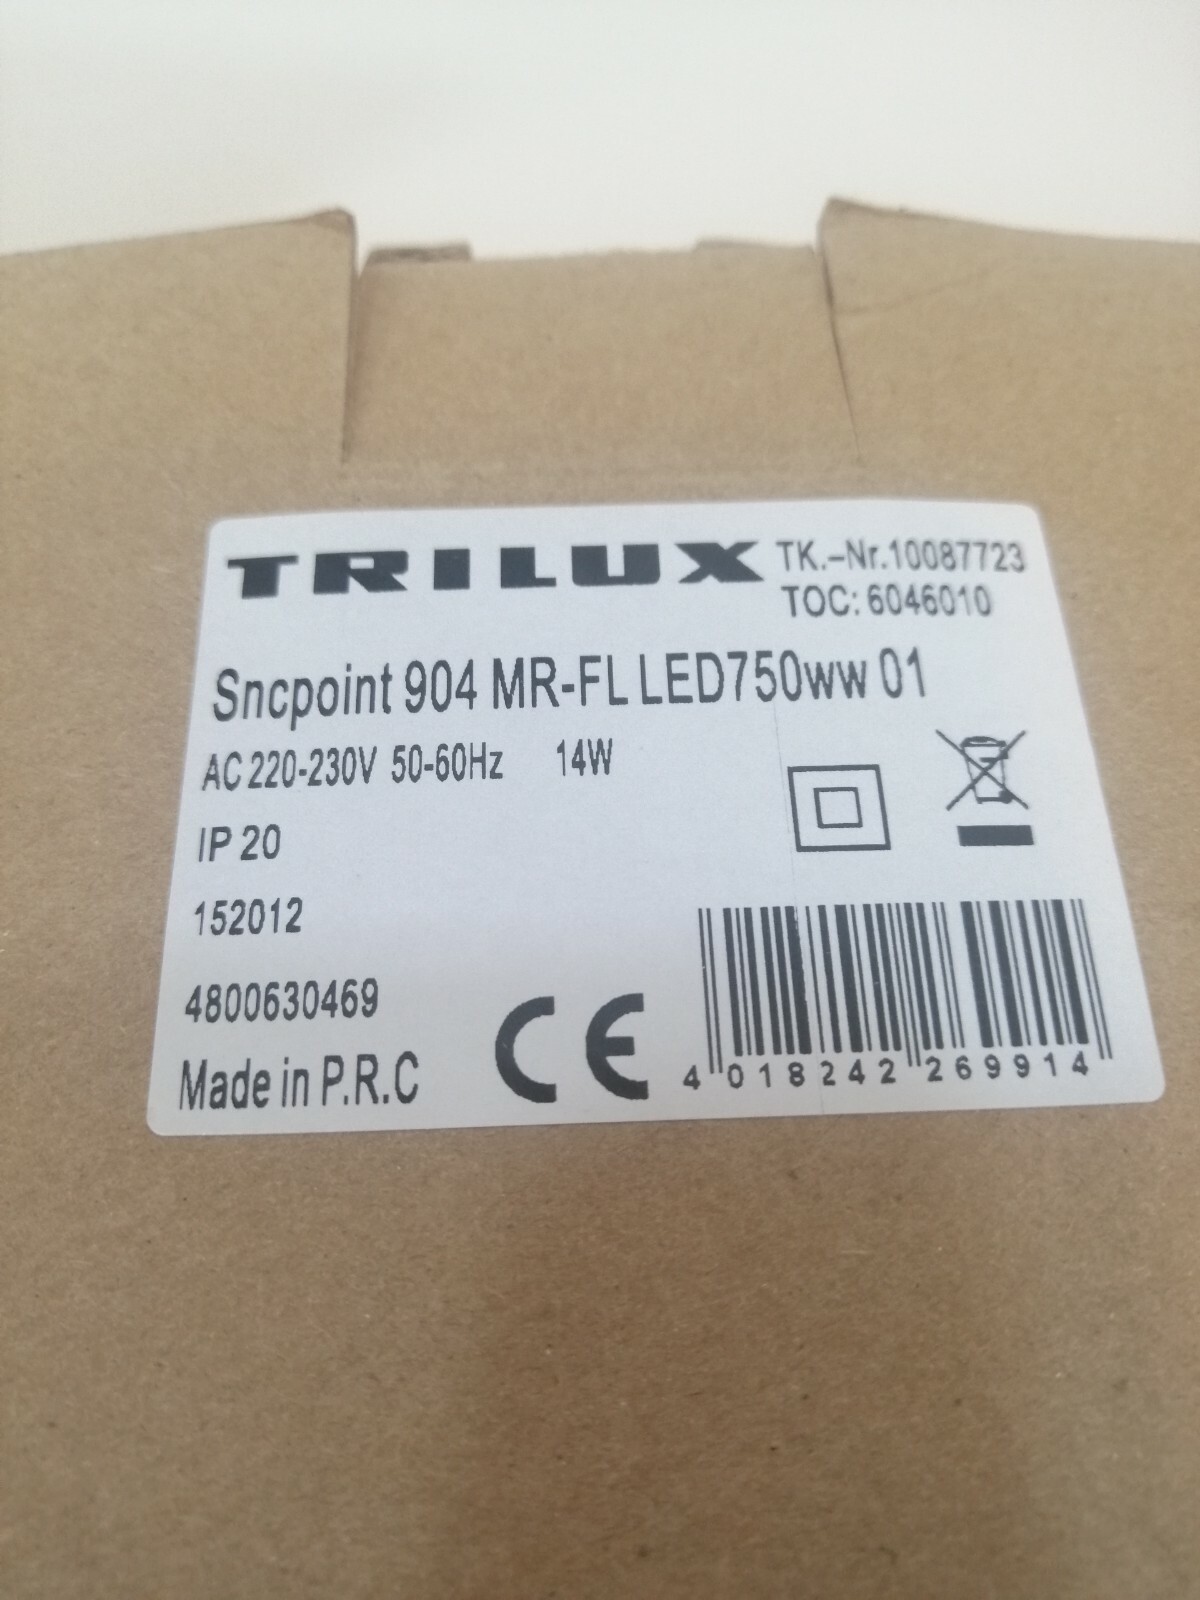 TRILUX TK.-Nr.10087723
TOC: 6046010
Sncpoint 904 MR-FL LED750ww 01
AC 220-230V 50-60Hz 14W
IP 20
152012
4800630469
Made in P.R.C
CE
4 018242 269914